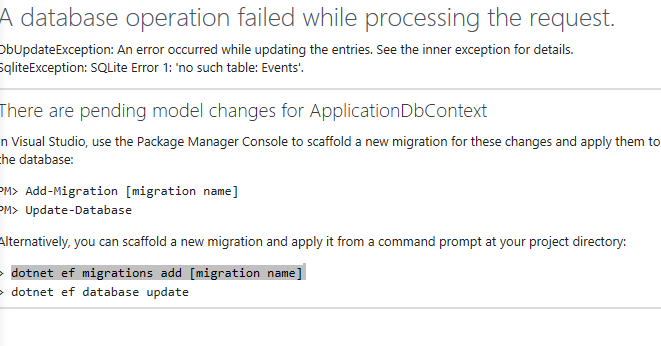 A database operation failed while processing the request.
DbUpdateException: An error occurred while updating the entries. See the inner exception for details.
SqliteException: SQLite Error 1: 'no such table: Events'.
There are pending model changes for ApplicationDbContext
In Visual Studio, use the Package Manager Console to scaffold a new migration for these changes and apply them to
the database:
PM> Add-Migration [migration name]
PM> Update-Database
Alternatively, you can scaffold a new migration and apply it from a command prompt at your project directory:
> dotnet ef migrations add [migration name]
> dotnet ef database update